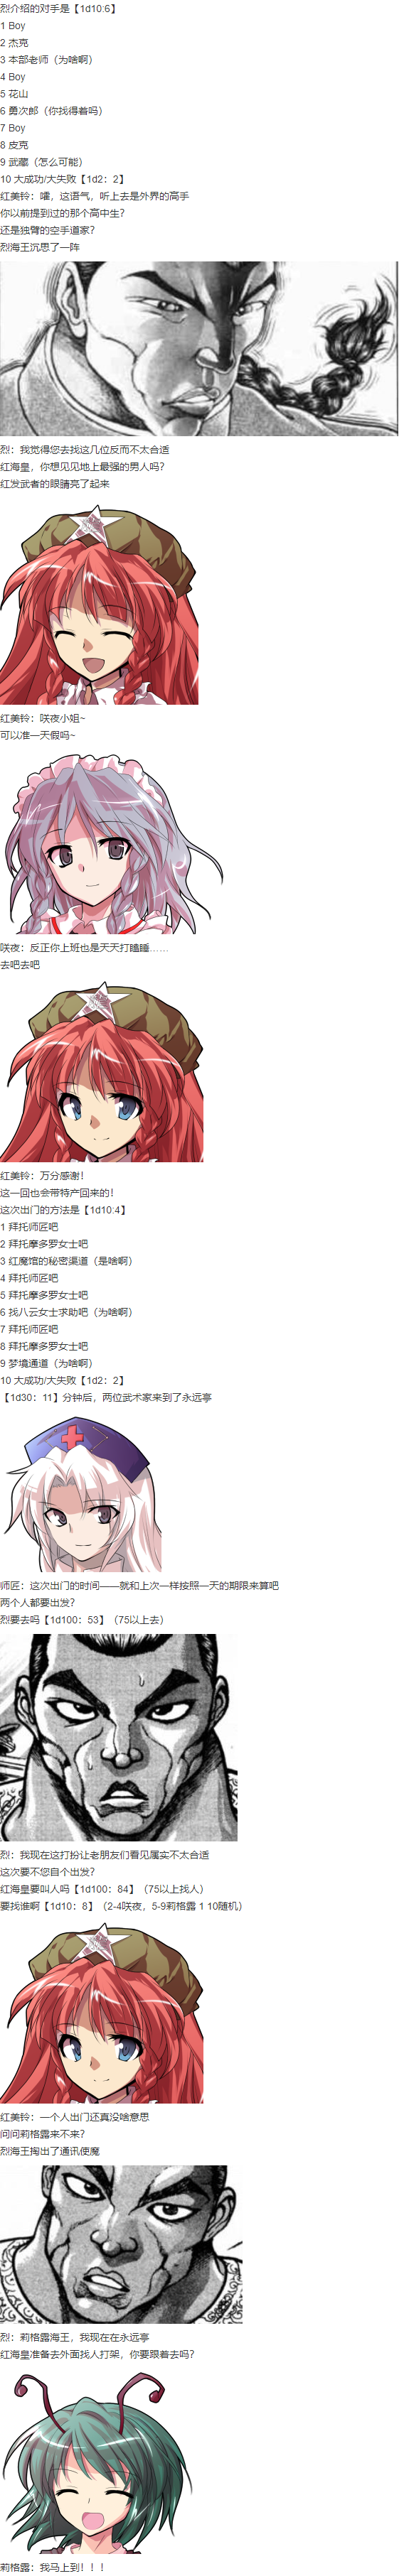 烈介绍的对手是【1d10:6】
1 Boy
2 杰克
3 本部老师（为啥啊）
4 Boy
5 花山
6 勇次郎（你找得着吗）
7 Boy
8 皮克
9 武藏（怎么可能）
10 大成功/大失败【1d2：2】
红美铃：嚯，这语气，听上去是外界的高手
你以前提到过的那个高中生？
还是独臂的空手道家？
烈海王沉思了一阵
烈：我觉得您去找这几位反而不太合适
红海皇，你想见见地上最强的男人吗？
红发武者的眼睛亮了起来
红美铃：咲夜小姐~
可以准一天假吗~
咲夜：反正你上班也是天天打瞌睡……
去吧去吧
红美铃：万分感谢！
这一回也会带特产回来的！
这次出门的方法是【1d10:4】
1 拜托师匠吧
2 拜托摩多罗女士吧
3 红魔馆的秘密渠道（是啥啊）
4 拜托师匠吧
5 拜托摩多罗女士吧
6 找八云女士求助吧（为啥啊）
7 拜托师匠吧
8 拜托摩多罗女士吧
9 梦境通道（为啥啊）
10 大成功/大失败【1d2：2】
【1d30：11】分钟后，两位武术家来到了永远亭
师匠：这次出门的时间——就和上次一样按照一天的期限来算吧
两个人都要出发？
烈要去吗【1d100：53】（75以上去）
烈：我现在这打扮让老朋友们看见属实不太合适
这次要不您自个出发？
红海皇要叫人吗【1d100：84】（75以上找人）
要找谁啊【1d10：8】（2-4咲夜，5-9莉格露 1 10随机）
红美铃：一个人出门还真没啥意思
问问莉格露来不来？
烈海王掏出了通讯使魔
烈：莉格露海王，我现在在永远亭
红海皇准备去外面找人打架，你要跟着去吗？
莉格露：我马上到！！！